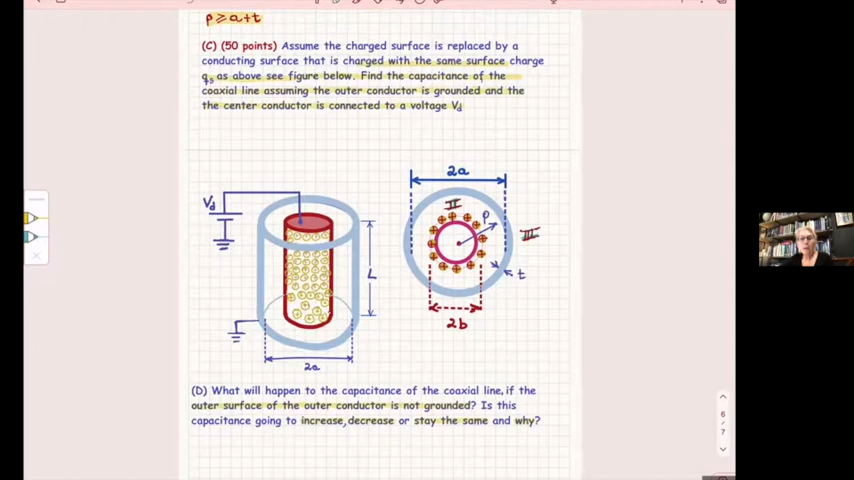 ρ ⩾ a + t
(C) (50 points) Assume the charged surface is replaced by a
conducting surface that is charged with the same surface charge
qs as above see figure below. Find the capacitance of the
coaxial line assuming the outer conductor is grounded and the
the center conductor is connected to a voltage Vd
2a
Vd
II
ρ
III
L
t
2b
2a
(D) What will happen to the capacitance of the coaxial line, if the
outer surface of the outer conductor is not grounded? Is this
capacitance going to increase, decrease or stay the same and why?
6
/
7